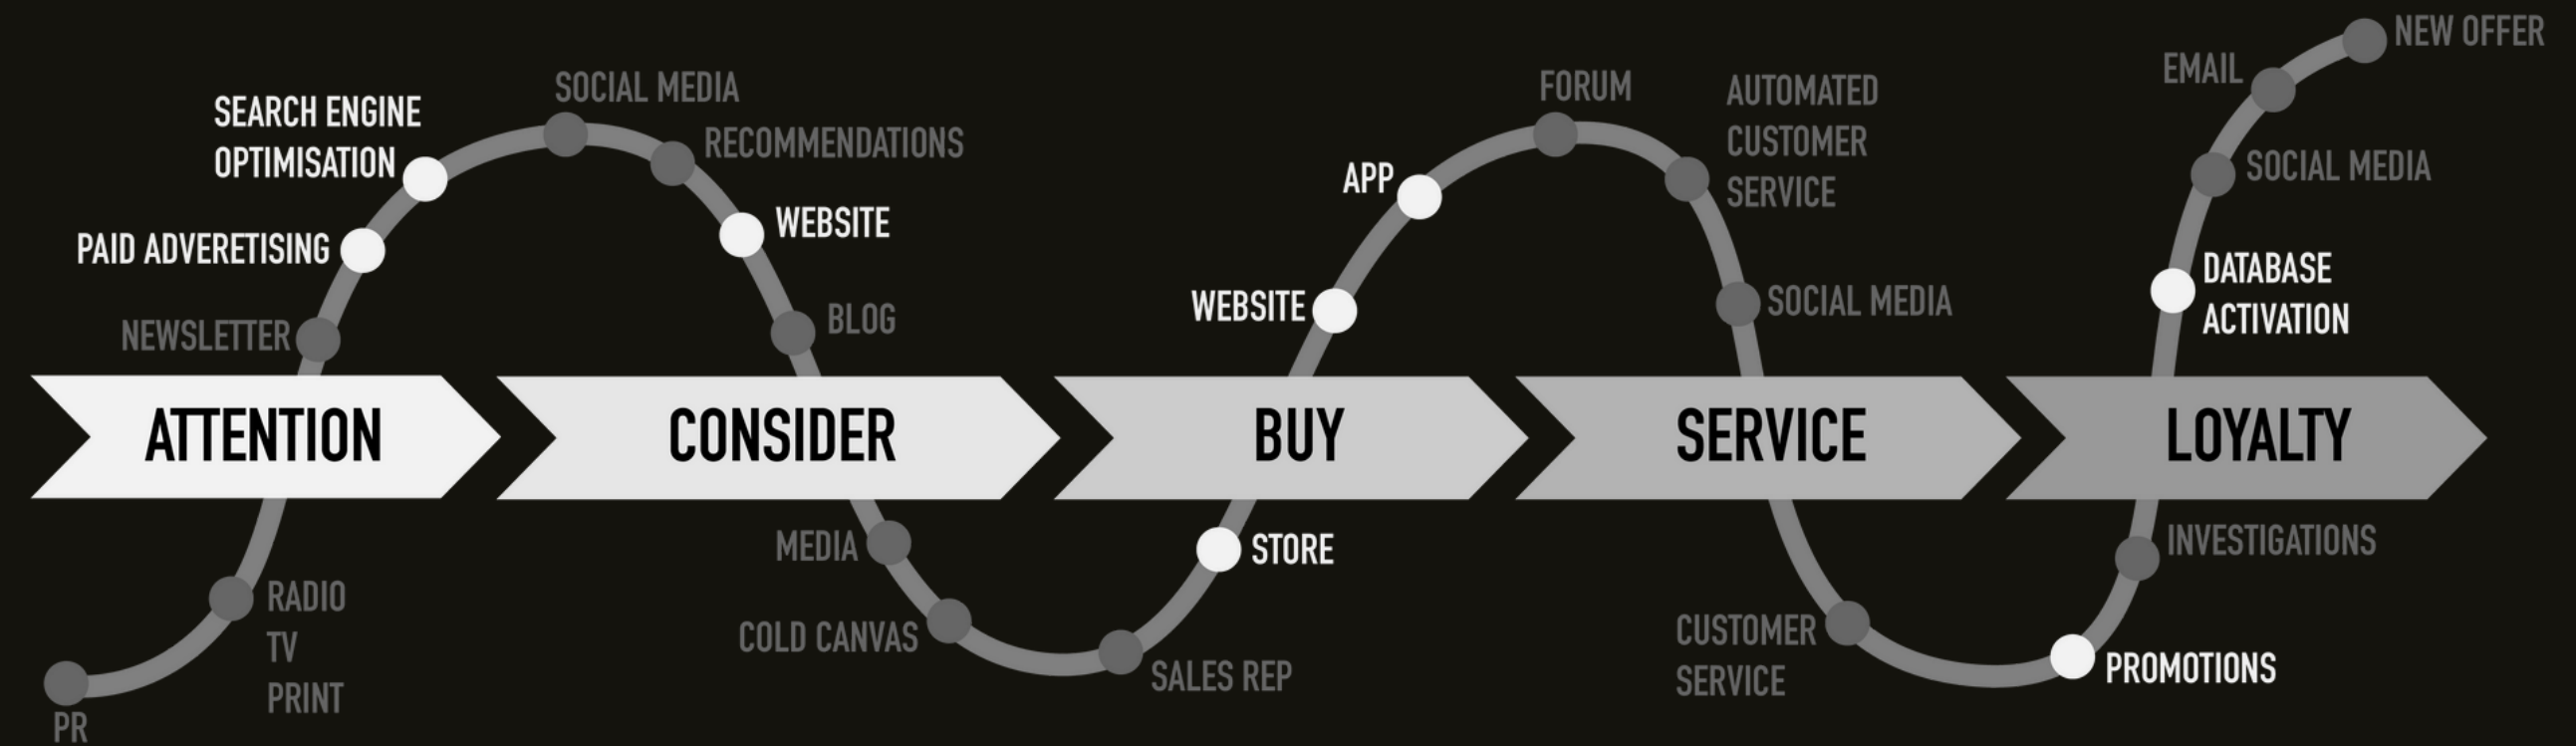 PR
RADIO
TV
PRINT
NEWSLETTER
PAID ADVERETISING
SEARCH ENGINE
OPTIMISATION
SOCIAL MEDIA
RECOMMENDATIONS
WEBSITE
BLOG
MEDIA
COLD CANVAS
SALES REP
STORE
WEBSITE
APP
FORUM
AUTOMATED
CUSTOMER
SERVICE
SOCIAL MEDIA
CUSTOMER
SERVICE
PROMOTIONS
INVESTIGATIONS
DATABASE
ACTIVATION
SOCIAL MEDIA
EMAIL
NEW OFFER
ATTENTION
CONSIDER
BUY
SERVICE
LOYALTY